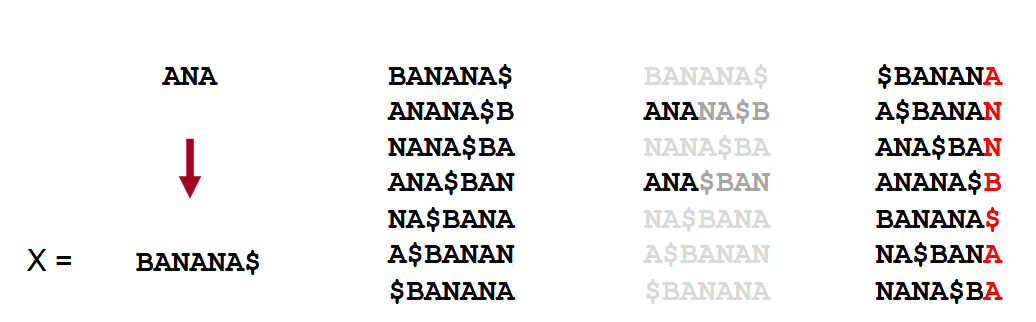 ANA BANANA$ BANANA$ $BANANA
ANANA$B ANANA$B A$BANAN
NANA$BA NANA$BA ANA$BAN
ANA$BAN ANA$BAN ANANA$B
NA$BANA NA$BANA BANANA$
X = BANANA$ A$BANAN A$BANAN NA$BANA
$BANANA $BANANA NANA$BA